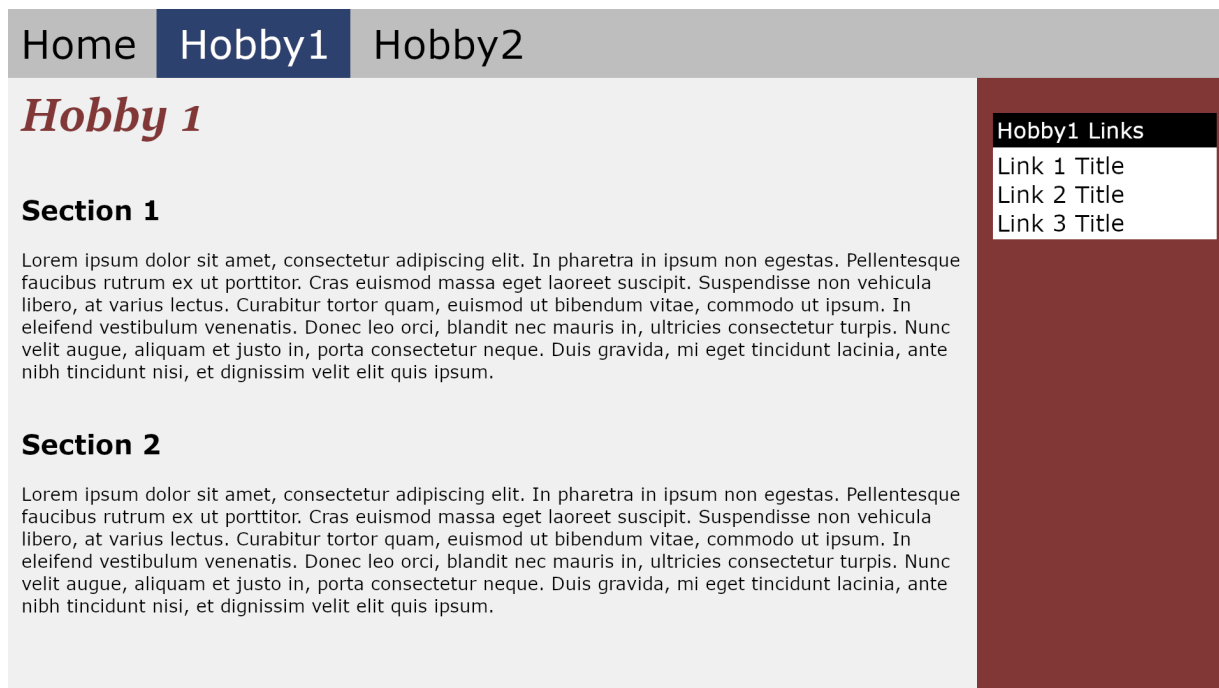 Home Hobby1 Hobby2
Hobby 1
Section 1
Lorem ipsum dolor sit amet, consectetur adipiscing elit. In pharetra in ipsum non egestas. Pellentesque
faucibus rutrum ex ut porttitor. Cras euismod massa eget laoreet suscipit. Suspendisse non vehicula
libero, at varius lectus. Curabitur tortor quam, euismod ut bibendum vitae, commodo ut ipsum. In
eleifend vestibulum venenatis. Donec leo orci, blandit nec mauris in, ultricies consectetur turpis. Nunc
velit augue, aliquam et justo in, porta consectetur neque. Duis gravida, mi eget tincidunt lacinia, ante
nibh tincidunt nisi, et dignissim velit elit quis ipsum.
Section 2
Lorem ipsum dolor sit amet, consectetur adipiscing elit. In pharetra in ipsum non egestas. Pellentesque
faucibus rutrum ex ut porttitor. Cras euismod massa eget laoreet suscipit. Suspendisse non vehicula
libero, at varius lectus. Curabitur tortor quam, euismod ut bibendum vitae, commodo ut ipsum. In
eleifend vestibulum venenatis. Donec leo orci, blandit nec mauris in, ultricies consectetur turpis. Nunc
velit augue, aliquam et justo in, porta consectetur neque. Duis gravida, mi eget tincidunt lacinia, ante
nibh tincidunt nisi, et dignissim velit elit quis ipsum.
Hobby1 Links
Link 1 Title
Link 2 Title
Link 3 Title